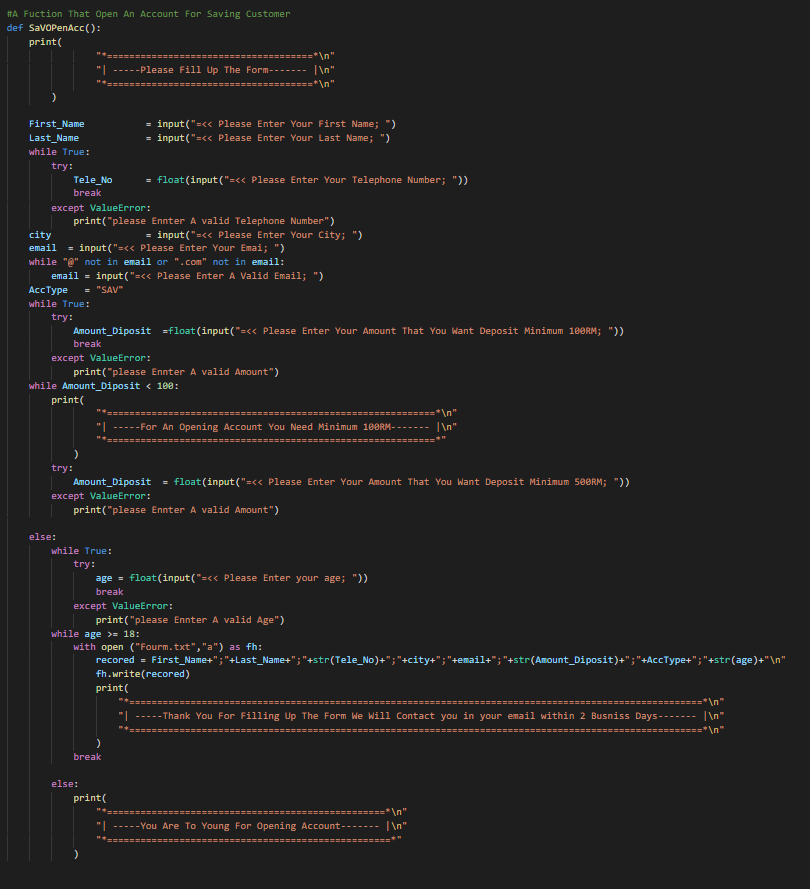 #A Fuction That Open An Account For Saving Customer
def SaVOPenAcc():
    print(
                "*=====================================*\n"
                "| -----Please Fill Up The Form------- |\n"
                "*=====================================*\n"
        )

    First_Name           = input("=<< Please Enter Your First Name; ")
    Last_Name            = input("=<< Please Enter Your Last Name; ")
    while True:
        try:
            Tele_No      = float(input("=<< Please Enter Your Telephone Number; "))
            break
        except ValueError:
            print("please Ennter A valid Telephone Number")
    city                 = input("=<< Please Enter Your City; ")
    email  = input("=<< Please Enter Your Emai; ")
    while "@" not in email or ".com" not in email:
        email = input("=<< Please Enter A Valid Email; ")
    AccType   = "SAV"
    while True:
        try:
            Amount_Diposit  =float(input("=<< Please Enter Your Amount That You Want Deposit Minimum 100RM; "))
            break
        except ValueError:
            print("please Ennter A valid Amount")
    while Amount_Diposit < 100:
        print(
                "*===========================================================*\n"
                "| -----For An Opening Account You Need Minimum 100RM------- |\n"
                "*===========================================================*"
            )
        try:
            Amount_Diposit  = float(input("=<< Please Enter Your Amount That You Want Deposit Minimum 500RM; "))
        except ValueError:
            print("please Ennter A valid Amount")

    else:
        while True:
            try:
                age = float(input("=<< Please Enter your age; "))
                break
            except ValueError:
                print("please Ennter A valid Age")
        while age >= 18:
            with open ("Fourm.txt","a") as fh:
                recored = First_Name+";"+Last_Name+";"+str(Tele_No)+";"+city+";"+email+";"+str(Amount_Diposit)+";"+AccType+";"+str(age)+"\n"
                fh.write(recored)
                print(
                    "*=======================================================================================================*\n"
                    "| -----Thank You For Filling Up The Form We Will Contact you in your email within 2 Busniss Days------- |\n"
                    "*=======================================================================================================*\n"
                )
            break

        else:
            print(
                "*==================================================*\n"
                "| -----You Are To Young For Opening Account------- |\n"
                "*===================================================*"
            )